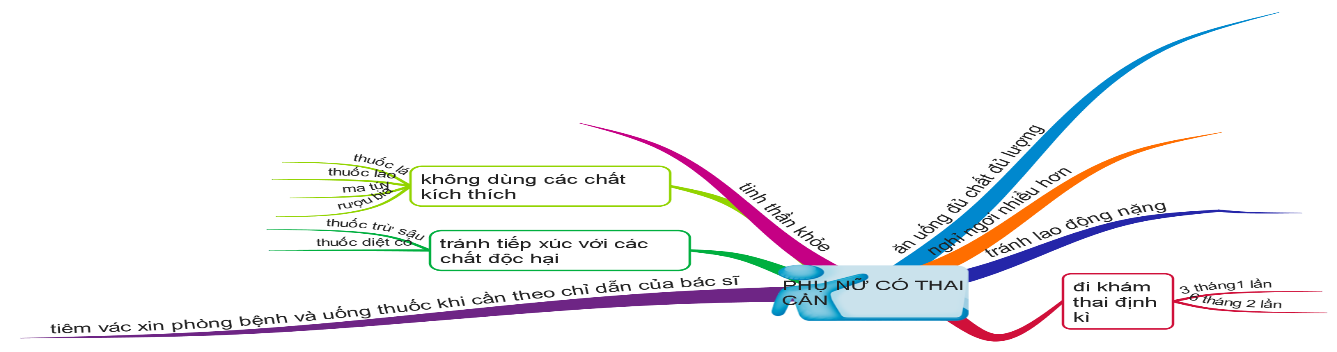 PHỤ NỮ CÓ THAI
CẦN
ăn uống đủ chất đủ lượng
nghỉ ngơi nhiều hơn
tránh lao động nặng
đi khám
thai định
kì
3 tháng1 lần
6 tháng 2 lần
tinh thần khỏe
không dùng các chất
kích thích
thuốc lá
thuốc lào
ma túy
rượu bia
tránh tiếp xúc với các
chất độc hại
thuốc trừ sâu
thuốc diệt cỏ
tiêm vác xin phòng bệnh và uống thuốc khi cần theo chỉ dẫn của bác sĩ